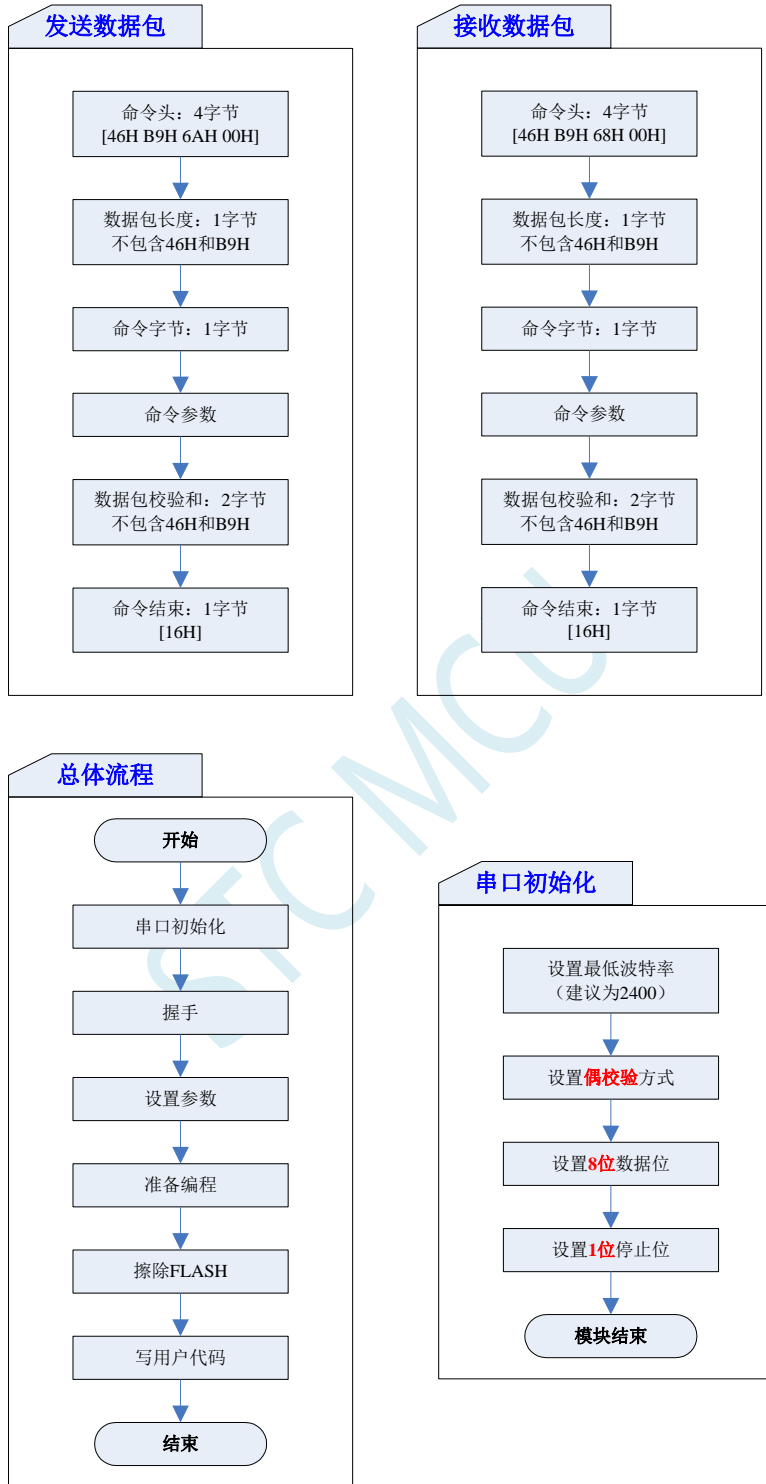 发送数据包
命令头：4字节
[46H B9H 6AH 00H]
数据包长度：1字节
不包含46H和B9H
命令字节：1字节
命令参数
数据包校验和：2字节
不包含46H和B9H
命令结束：1字节
[16H]
接收数据包
命令头：4字节
[46H B9H 68H 00H]
数据包长度：1字节
不包含46H和B9H
命令字节：1字节
命令参数
数据包校验和：2字节
不包含46H和B9H
命令结束：1字节
[16H]
总体流程
开始
串口初始化
握手
设置参数
准备编程
擦除FLASH
写用户代码
结束
串口初始化
设置最低波特率
（建议为2400）
设置偶校验方式
设置8位数据位
设置1位停止位
模块结束
STC MCU